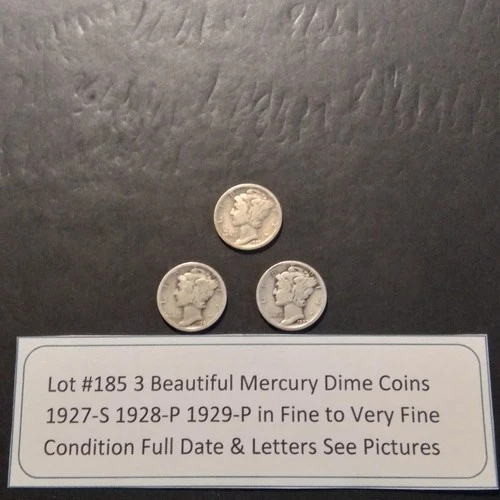 Lot #185 3 Beautiful Mercury Dime Coins
1927-S 1928-P 1929-P in Fine to Very Fine
Condition Full Date & Letters See Pictures